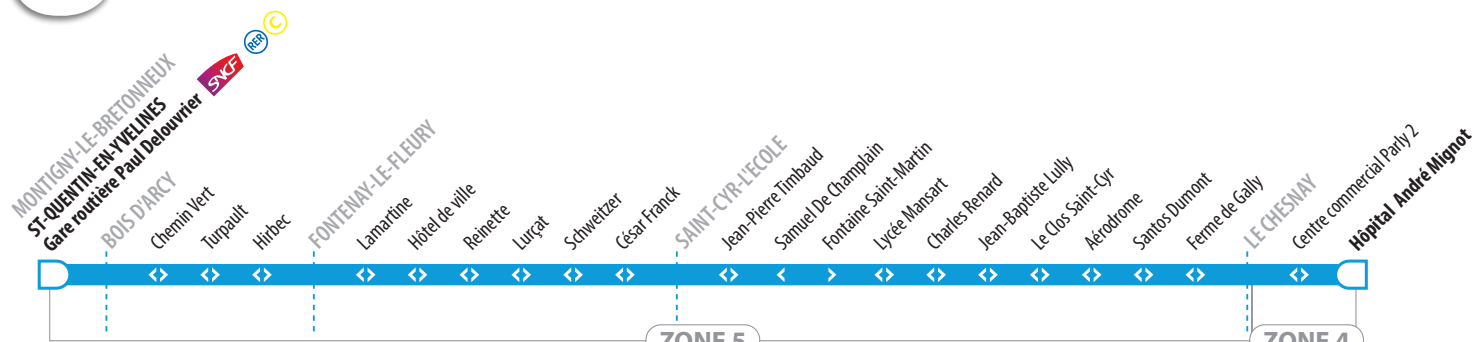 MONTIGNY-LE-BRETONNEUX
ST-QUENTIN-EN-YVELINES
Gare routière Paul Delouvrier
SNCF
RER
C
BOIS D'ARCY
Chemin Vert
Turpault
Hirbec
FONTENAY-LE-FLEURY
Lamartine
Hôtel de ville
Reinette
Lurçat
Schweitzer
César Franck
SAINT-CYR-L'ECOLE
Jean-Pierre Timbaud
Samuel De Champlain
Fontaine Saint-Martin
Lycée Mansart
Charles Renard
Jean-Baptiste Lully
Le Clos Saint-Cyr
Aérodrome
Santos Dumont
Ferme de Gally
LE CHESNAY
Centre commercial Parly 2
Hôpital André Mignot
ZONE 5
ZONE 4